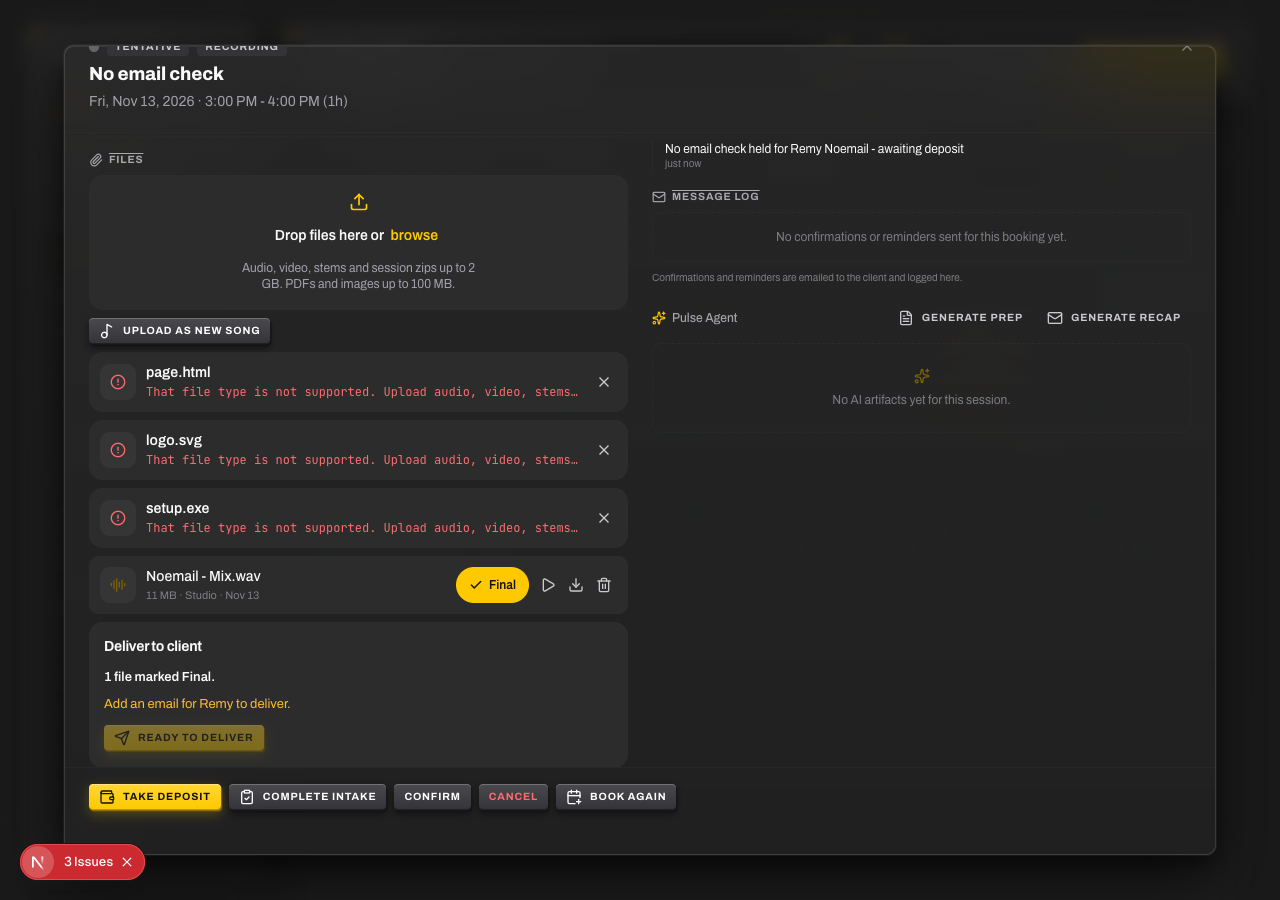 TENTATIVE
RECORDING
No email check
Fri, Nov 13, 2026 · 3:00 PM - 4:00 PM (1h)
FILES
Drop files here or browse
Audio, video, stems and session zips up to 2
GB. PDFs and images up to 100 MB.
UPLOAD AS NEW SONG
page.html
That file type is not supported. Upload audio, video, stems…
logo.svg
That file type is not supported. Upload audio, video, stems…
setup.exe
That file type is not supported. Upload audio, video, stems…
Noemail - Mix.wav
11 MB · Studio · Nov 13
Final
Deliver to client
1 file marked Final.
Add an email for Remy to deliver.
READY TO DELIVER
No email check held for Remy Noemail - awaiting deposit
just now
MESSAGE LOG
No confirmations or reminders sent for this booking yet.
Confirmations and reminders are emailed to the client and logged here.
Pulse Agent
GENERATE PREP
GENERATE RECAP
No AI artifacts yet for this session.
TAKE DEPOSIT
COMPLETE INTAKE
CONFIRM
CANCEL
BOOK AGAIN
N
3 Issues